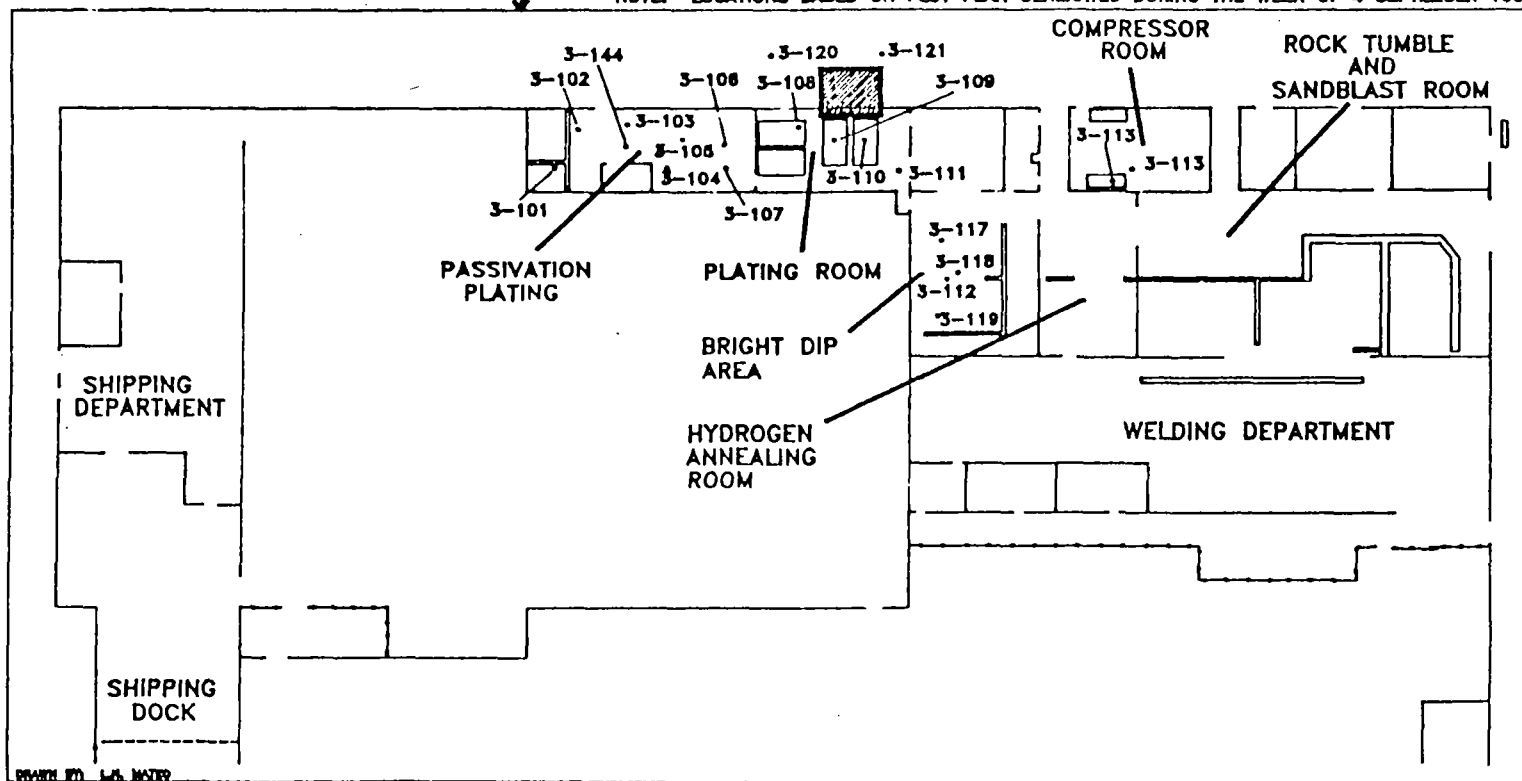 COMPRESSOR
ROOM
ROCK TUMBLE
AND
SANDBLAST ROOM
3-144
3-102
3-106
3-120
3-121
3-108
3-109
3-103
3-105
3-104
3-101
3-107
3-110
3-111
3-113
3-113
3-117
3-118
3-112
3-119
PASSIVATION
PLATING
PLATING ROOM
BRIGHT DIP
AREA
HYDROGEN
ANNEALING
ROOM
SHIPPING
DEPARTMENT
WELDING DEPARTMENT
SHIPPING
DOCK